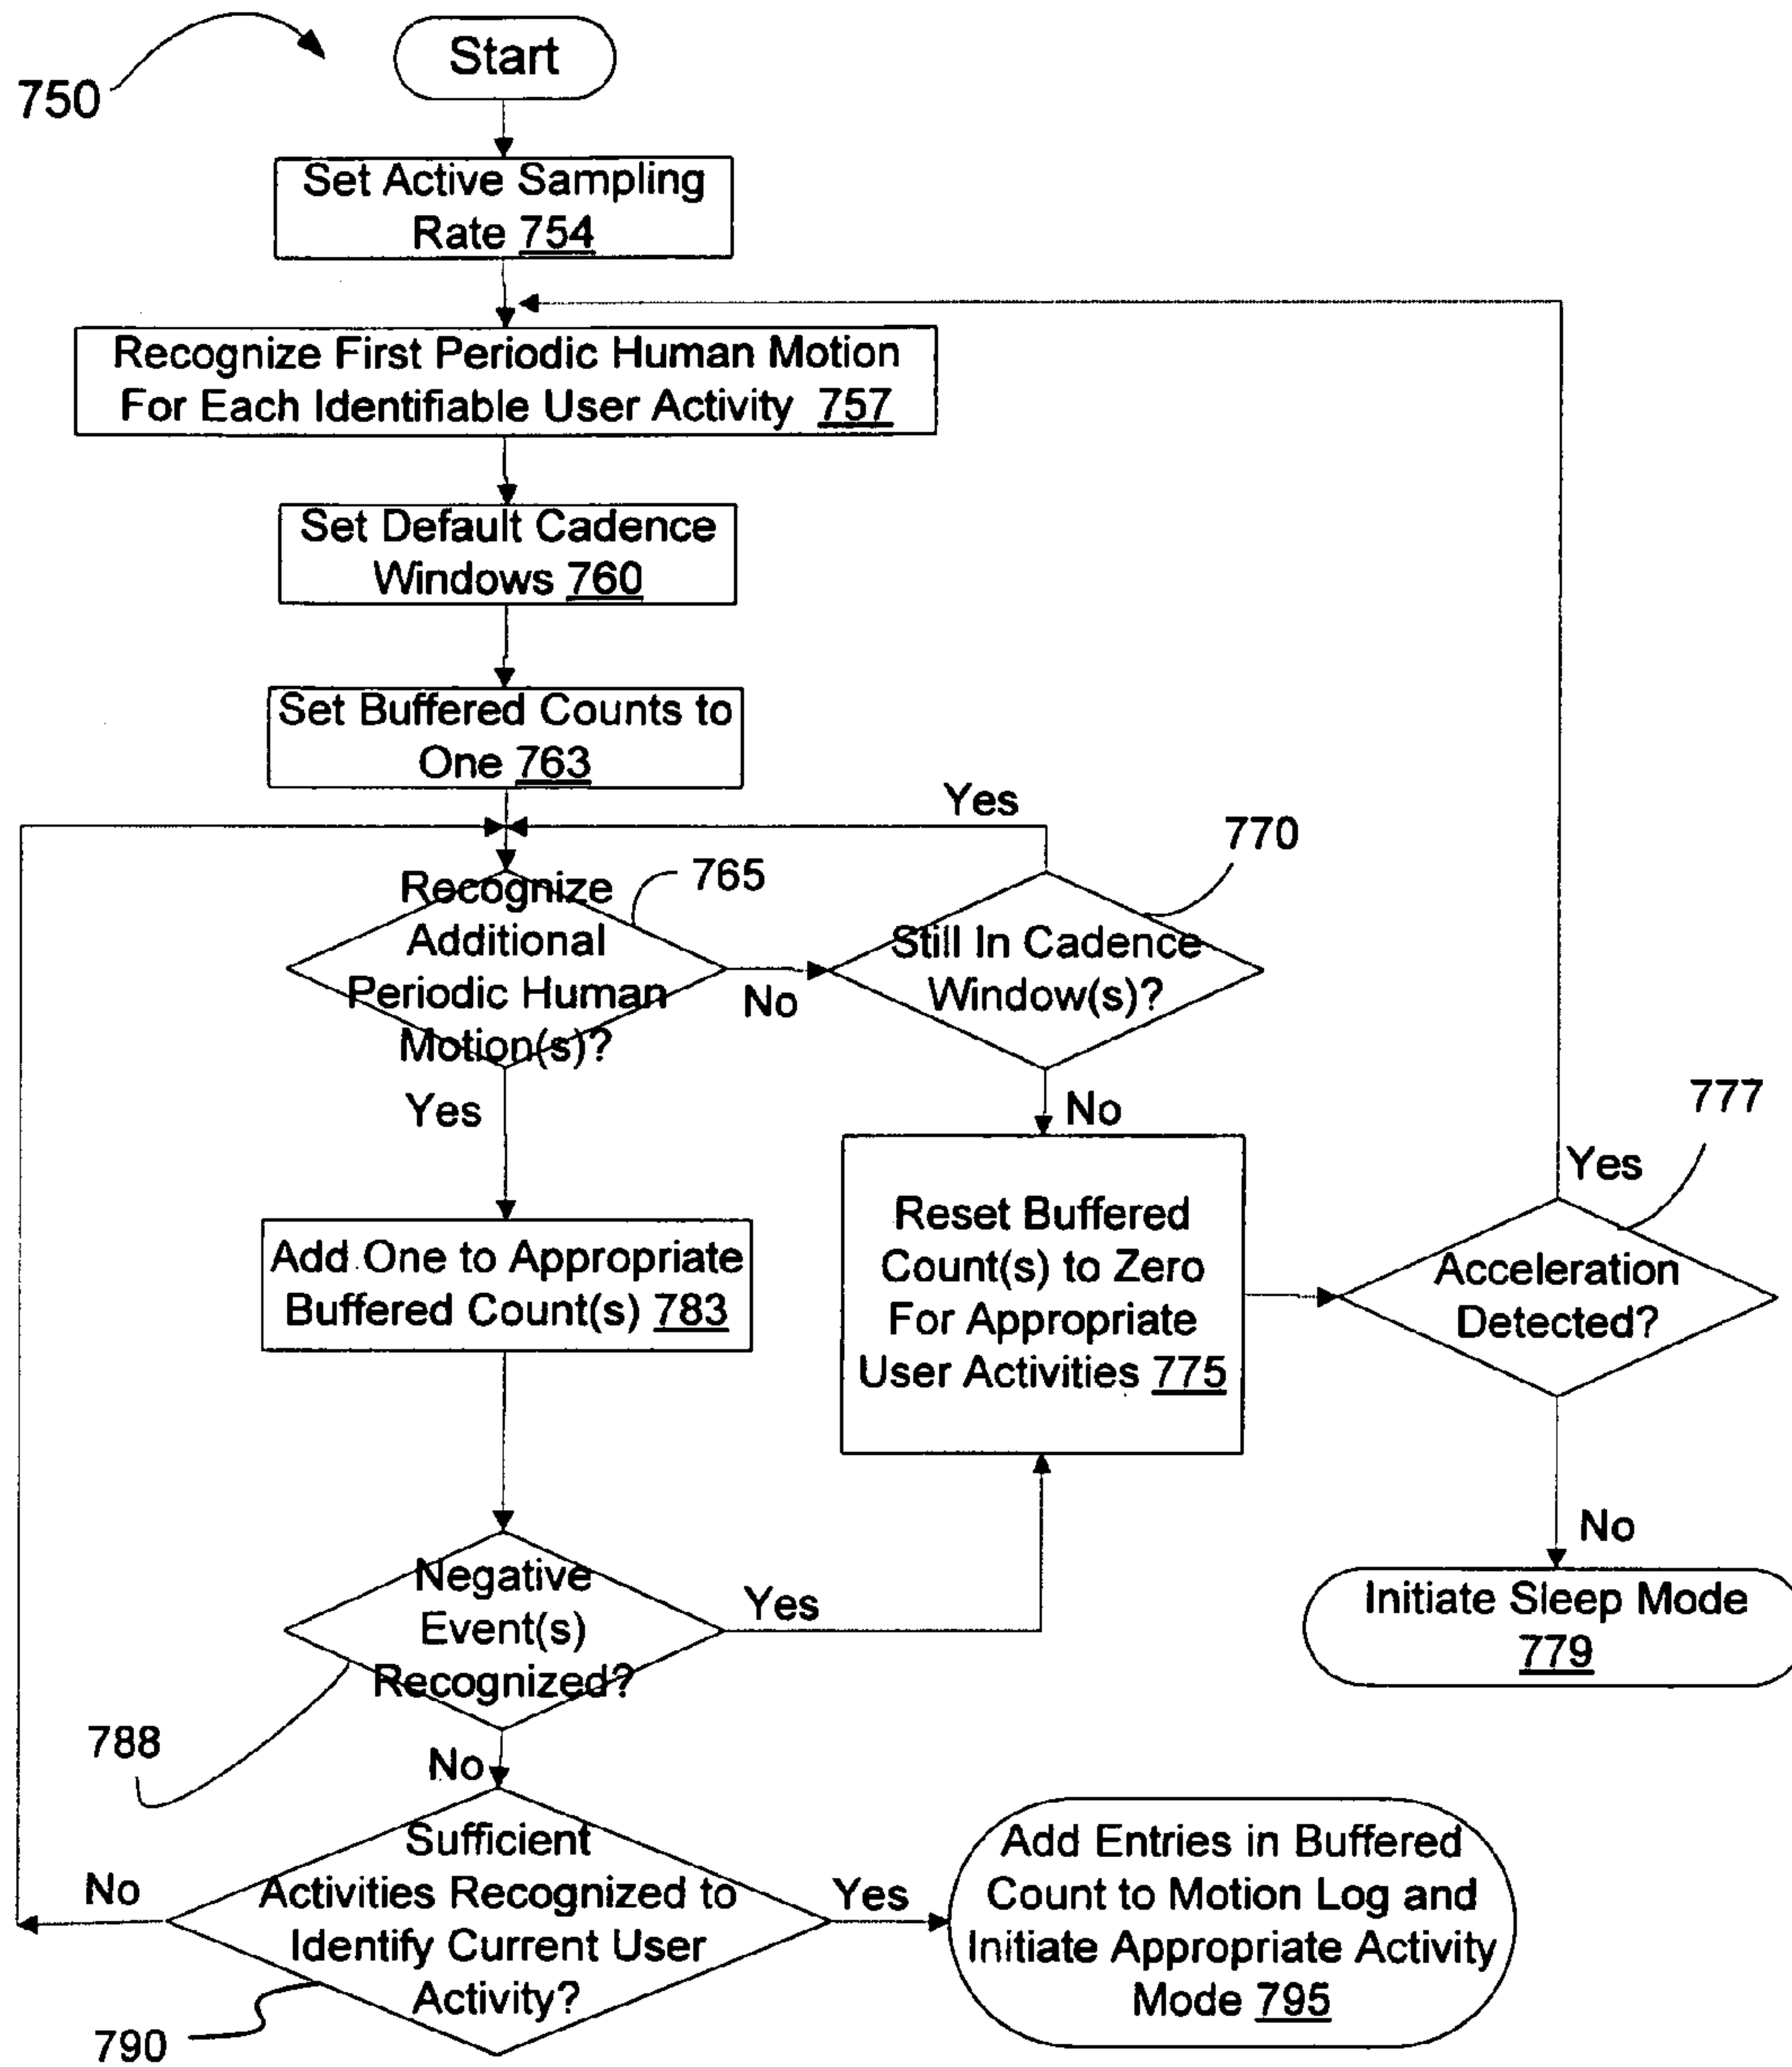 750
Start
Set Active Sampling
Rate 754
Recognize First Periodic Human Motion
For Each Identifiable User Activity 757
Set Default Cadence
Windows 760
Set Buffered Counts to
One 763
Yes
770
765
Recognize
Additional
Periodic Human
Motion(s)?
No
Still In Cadence
Window(s)?
Yes
No
777
Yes
Add One to Appropriate
Buffered Count(s) 783
Reset Buffered
Count(s) to Zero
For Appropriate
User Activities 775
Acceleration
Detected?
No
Negative
Event(s)
Recognized?
Yes
Initiate Sleep Mode
779
788
No
Sufficient
Activities Recognized to
Identify Current User
Activity?
No
Yes
Add Entries in Buffered
Count to Motion Log and
Initiate Appropriate Activity
Mode 795
790